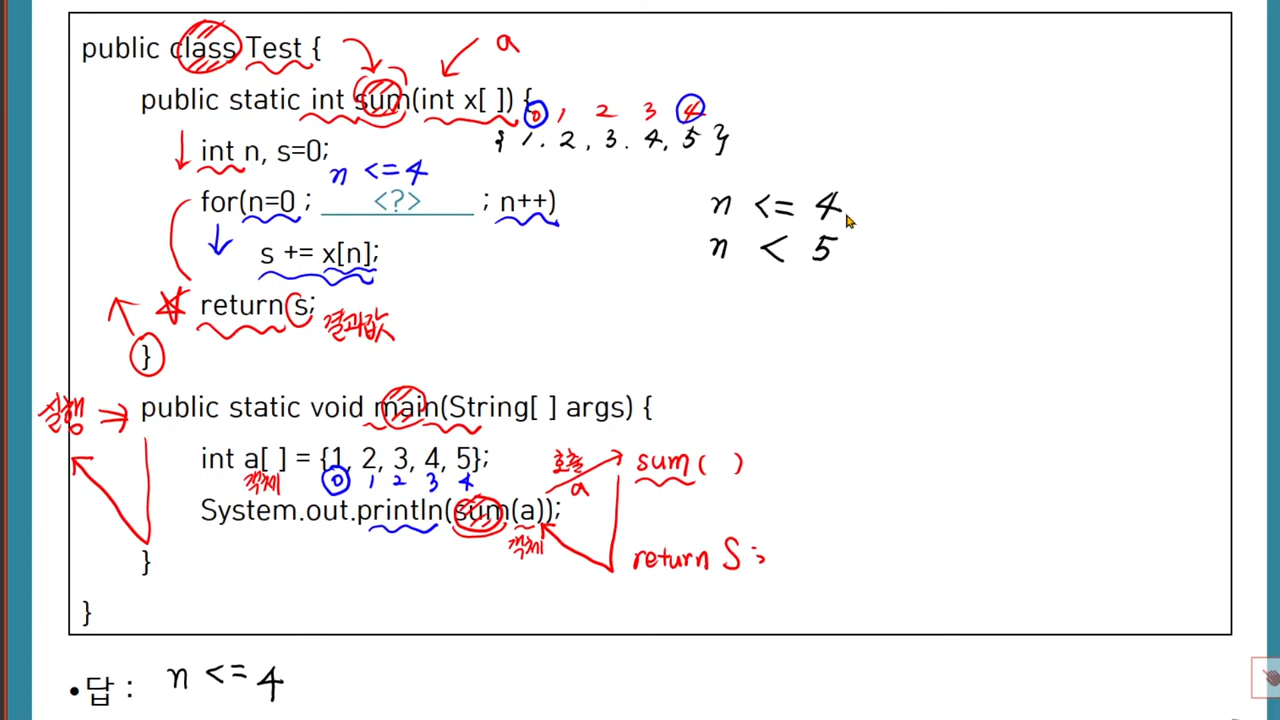 public class Test {
a
public static int sum(int x[ ]) {
0 1 2 3 4
{ 1, 2, 3, 4, 5 }
int n, s=0;
n <= 4
for(n=0 ; <?> ; n++)
n <= 4
s += x[n];
n < 5
return s;
결과값
}
실행 → public static void main(String[ ] args) {
int a[ ] = {1, 2, 3, 4, 5};
호출
sum( )
객체
0 1 2 3 4
a
System.out.println(sum(a));
객체
return S;
}
}
•답 : n <= 4